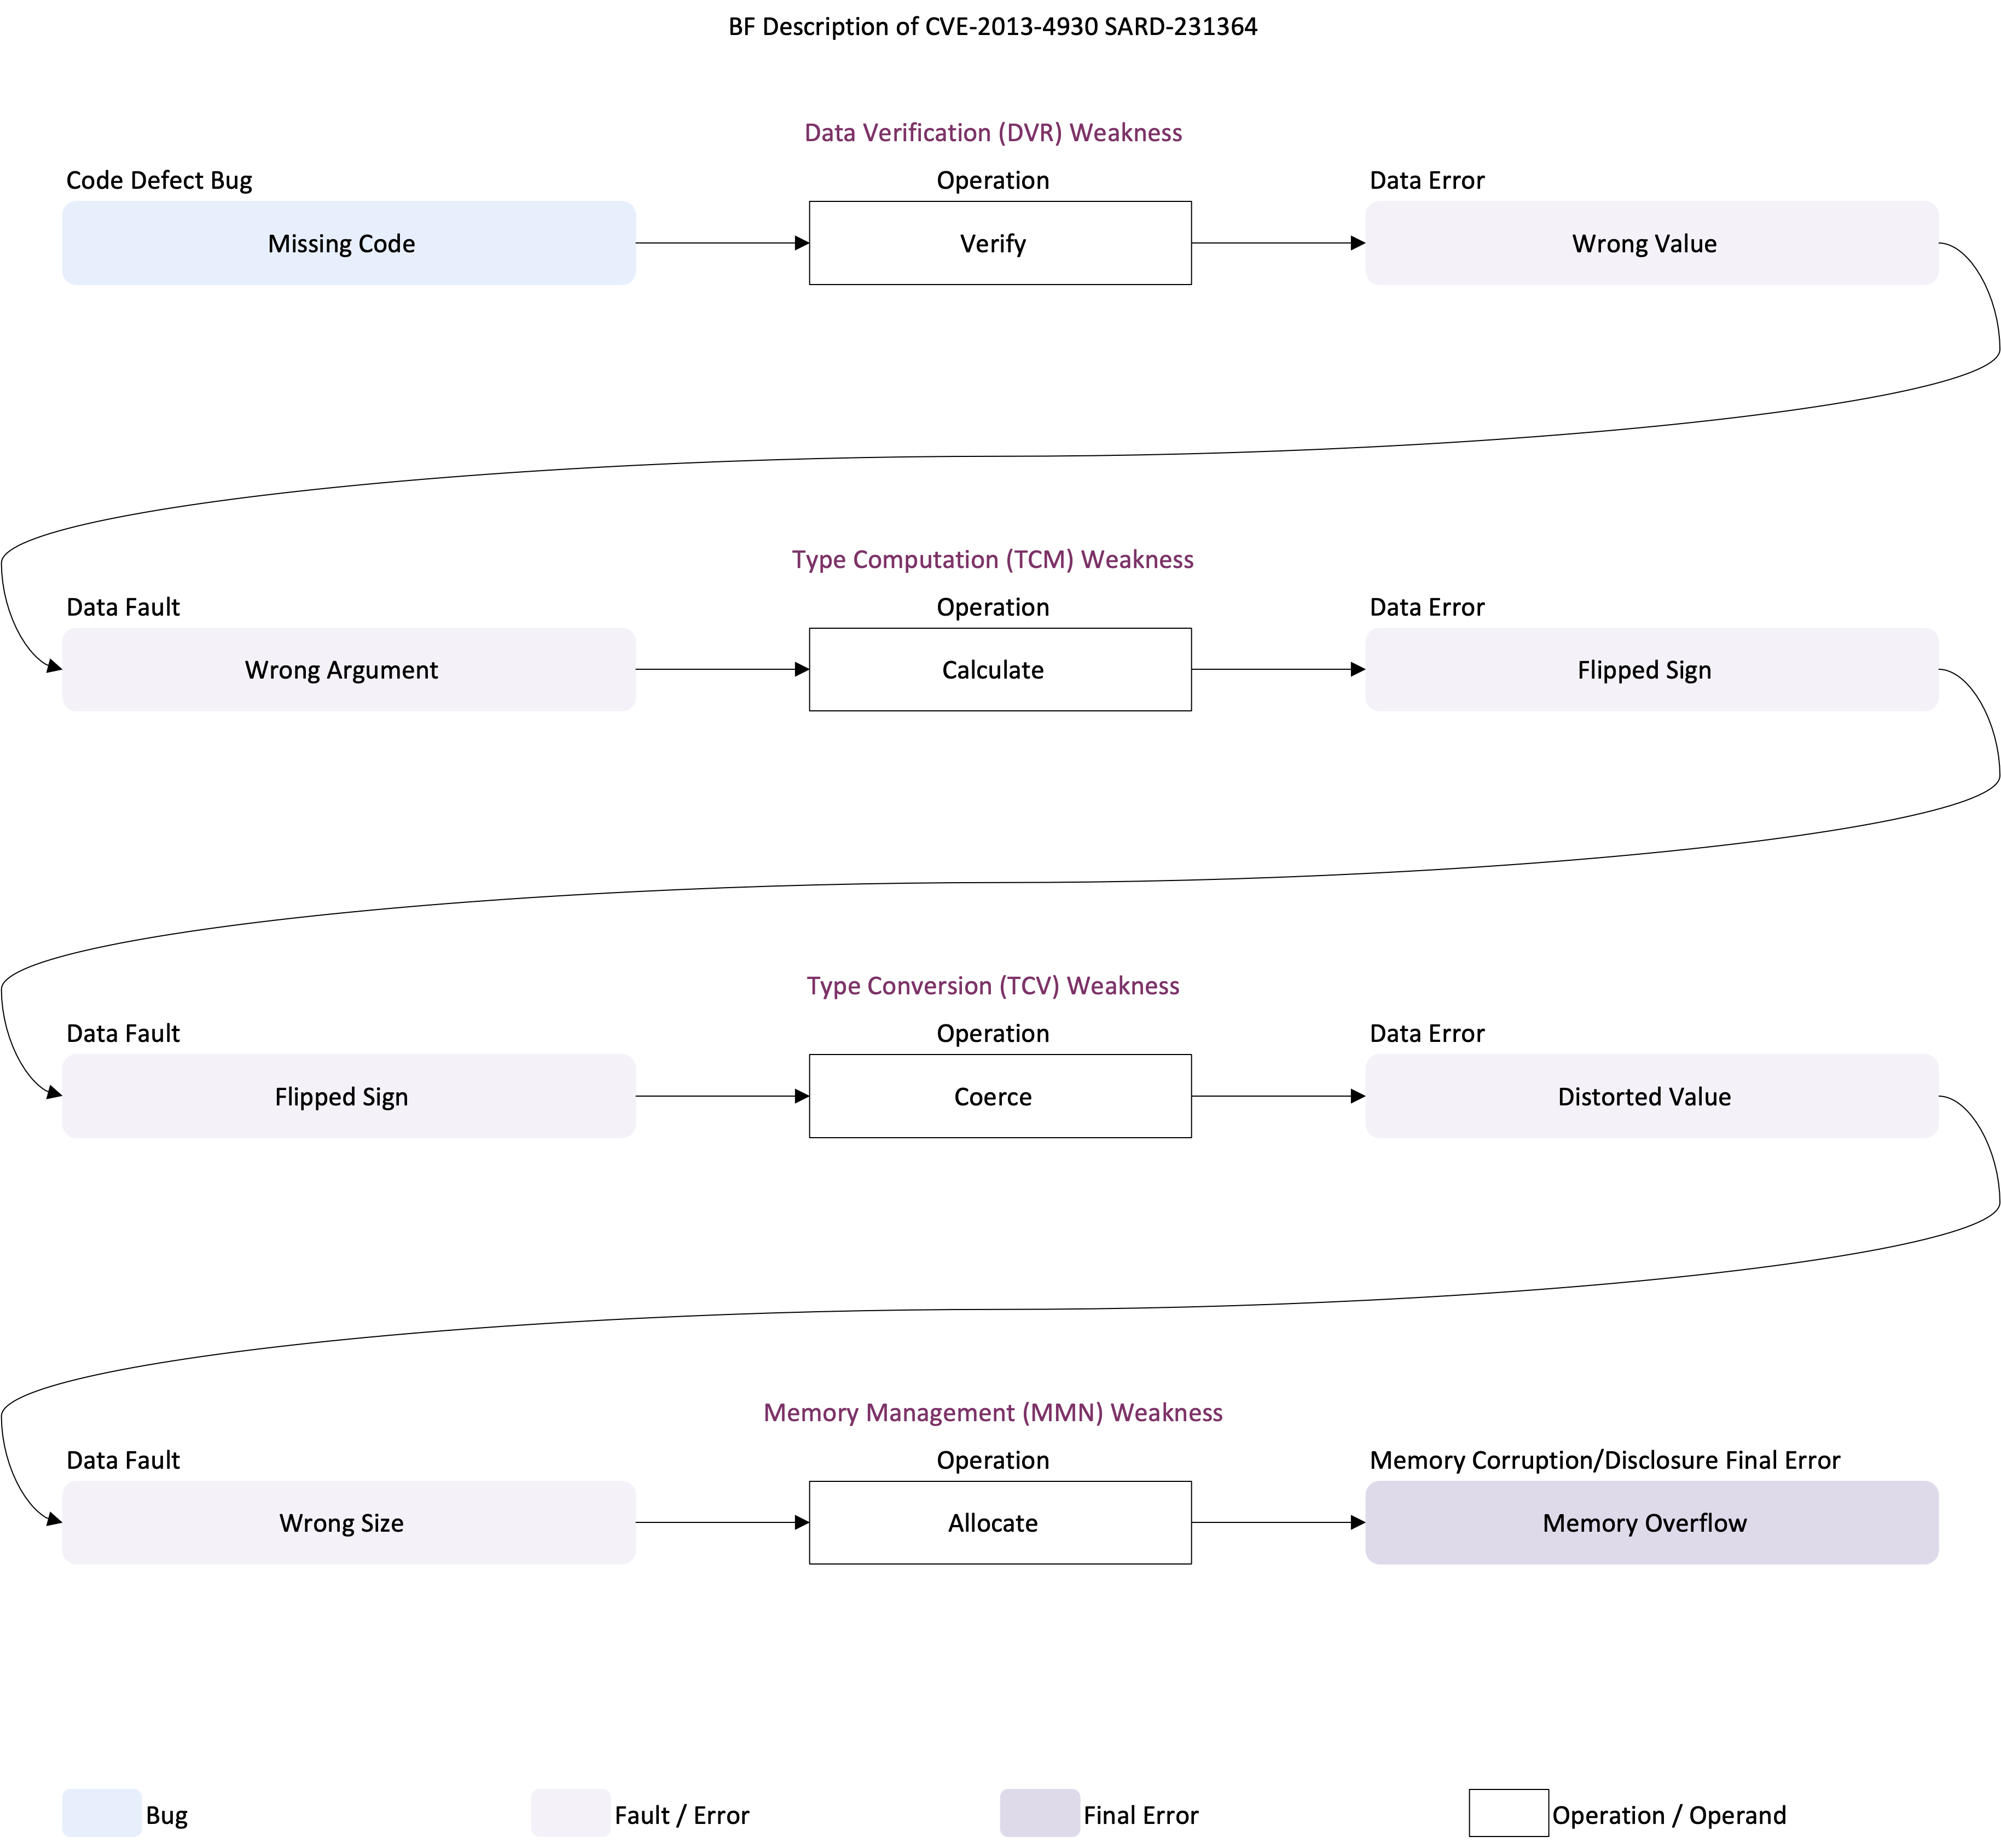 BF Description of CVE-2013-4930 SARD-231364
Data Verification (DVR) Weakness
Code Defect Bug
Operation
Data Error
Missing Code
Verify
Wrong Value
Type Computation (TCM) Weakness
Data Fault
Operation
Data Error
Wrong Argument
Calculate
Flipped Sign
Type Conversion (TCV) Weakness
Data Fault
Operation
Data Error
Flipped Sign
Coerce
Distorted Value
Memory Management (MMN) Weakness
Data Fault
Operation
Memory Corruption/Disclosure Final Error
Wrong Size
Allocate
Memory Overflow
Bug
Fault / Error
Final Error
Operation / Operand